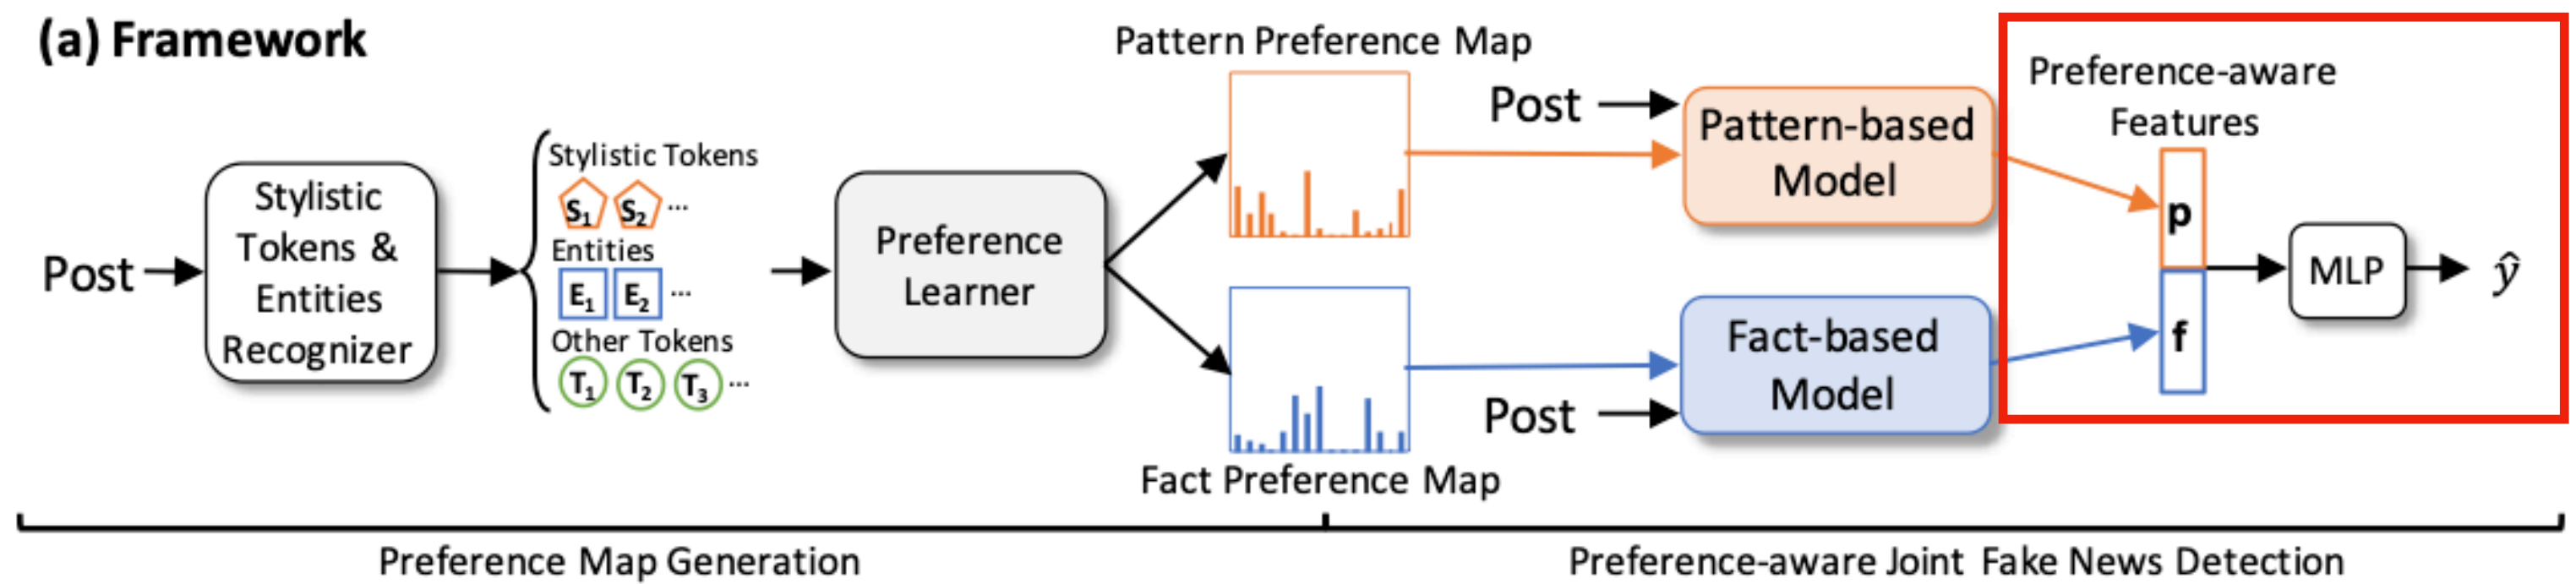 (a) Framework
Post
Stylistic
Tokens &
Entities
Recognizer
Stylistic Tokens
S1 S2 ...
Entities
E1 E2 ...
Other Tokens
T1 T2 T3 ...
Preference
Learner
Pattern Preference Map
Fact Preference Map
Post
Pattern-based
Model
Fact-based
Model
Post
Preference-aware
Features
p
f
MLP
ŷ
Preference Map Generation
Preference-aware Joint Fake News Detection